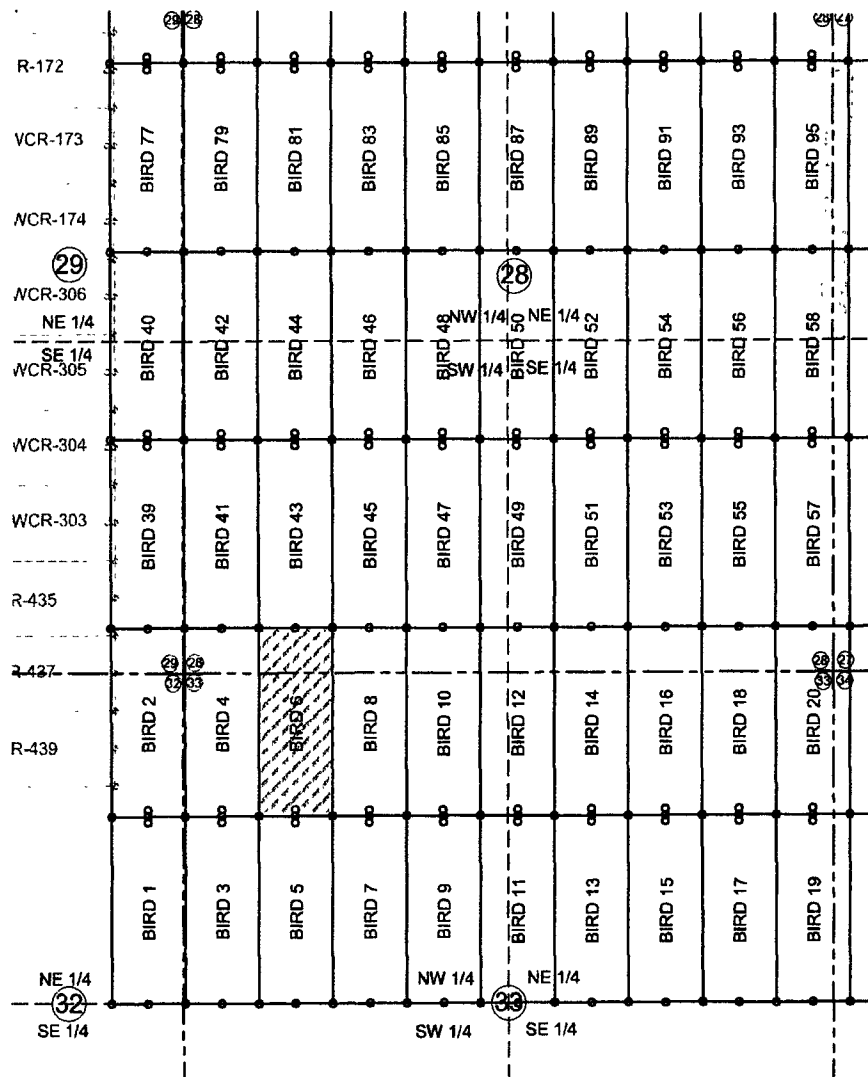 29 28 28 27
R-172
VCR-173
BIRD 77 BIRD 79 BIRD 81 BIRD 83 BIRD 85 BIRD 87 BIRD 89 BIRD 91 BIRD 93 BIRD 95
WCR-174
29 28
WCR-306
NE 1/4 NW 1/4 NE 1/4
BIRD 40 BIRD 42 BIRD 44 BIRD 46 BIRD 48 BIRD 50 BIRD 52 BIRD 54 BIRD 56 BIRD 58
SE 1/4 SW 1/4 SE 1/4
WCR-305
WCR-304
WCR-303
BIRD 39 BIRD 41 BIRD 43 BIRD 45 BIRD 47 BIRD 49 BIRD 51 BIRD 53 BIRD 55 BIRD 57
R-435
29 28 28 27
R-437
32 33 33 34
BIRD 2 BIRD 4 BIRD 6 BIRD 8 BIRD 10 BIRD 12 BIRD 14 BIRD 16 BIRD 18 BIRD 20
R-439
BIRD 1 BIRD 3 BIRD 5 BIRD 7 BIRD 9 BIRD 11 BIRD 13 BIRD 15 BIRD 17 BIRD 19
NE 1/4 NW 1/4 NE 1/4
32 33
SE 1/4 SW 1/4 SE 1/4